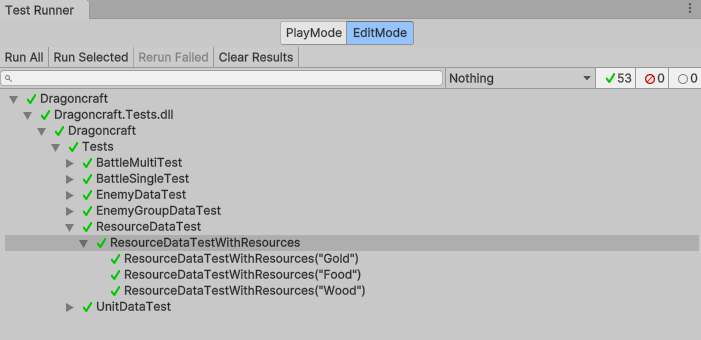 Test Runner
PlayMode EditMode
Run All Run Selected Rerun Failed Clear Results
Nothing 53 0 0
Dragoncraft
Dragoncraft.Tests.dll
Dragoncraft
Tests
BattleMultiTest
BattleSingleTest
EnemyDataTest
EnemyGroupDataTest
ResourceDataTest
ResourceDataTestWithResources
ResourceDataTestWithResources("Gold")
ResourceDataTestWithResources("Food")
ResourceDataTestWithResources("Wood")
UnitDataTest